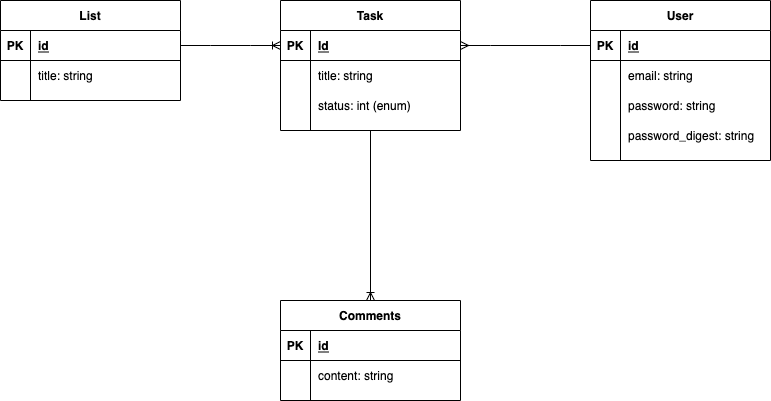 List
PK id
title: string
Task
PK Id
title: string
status: int (enum)
User
PK id
email: string
password: string
password_digest: string
Comments
PK id
content: string